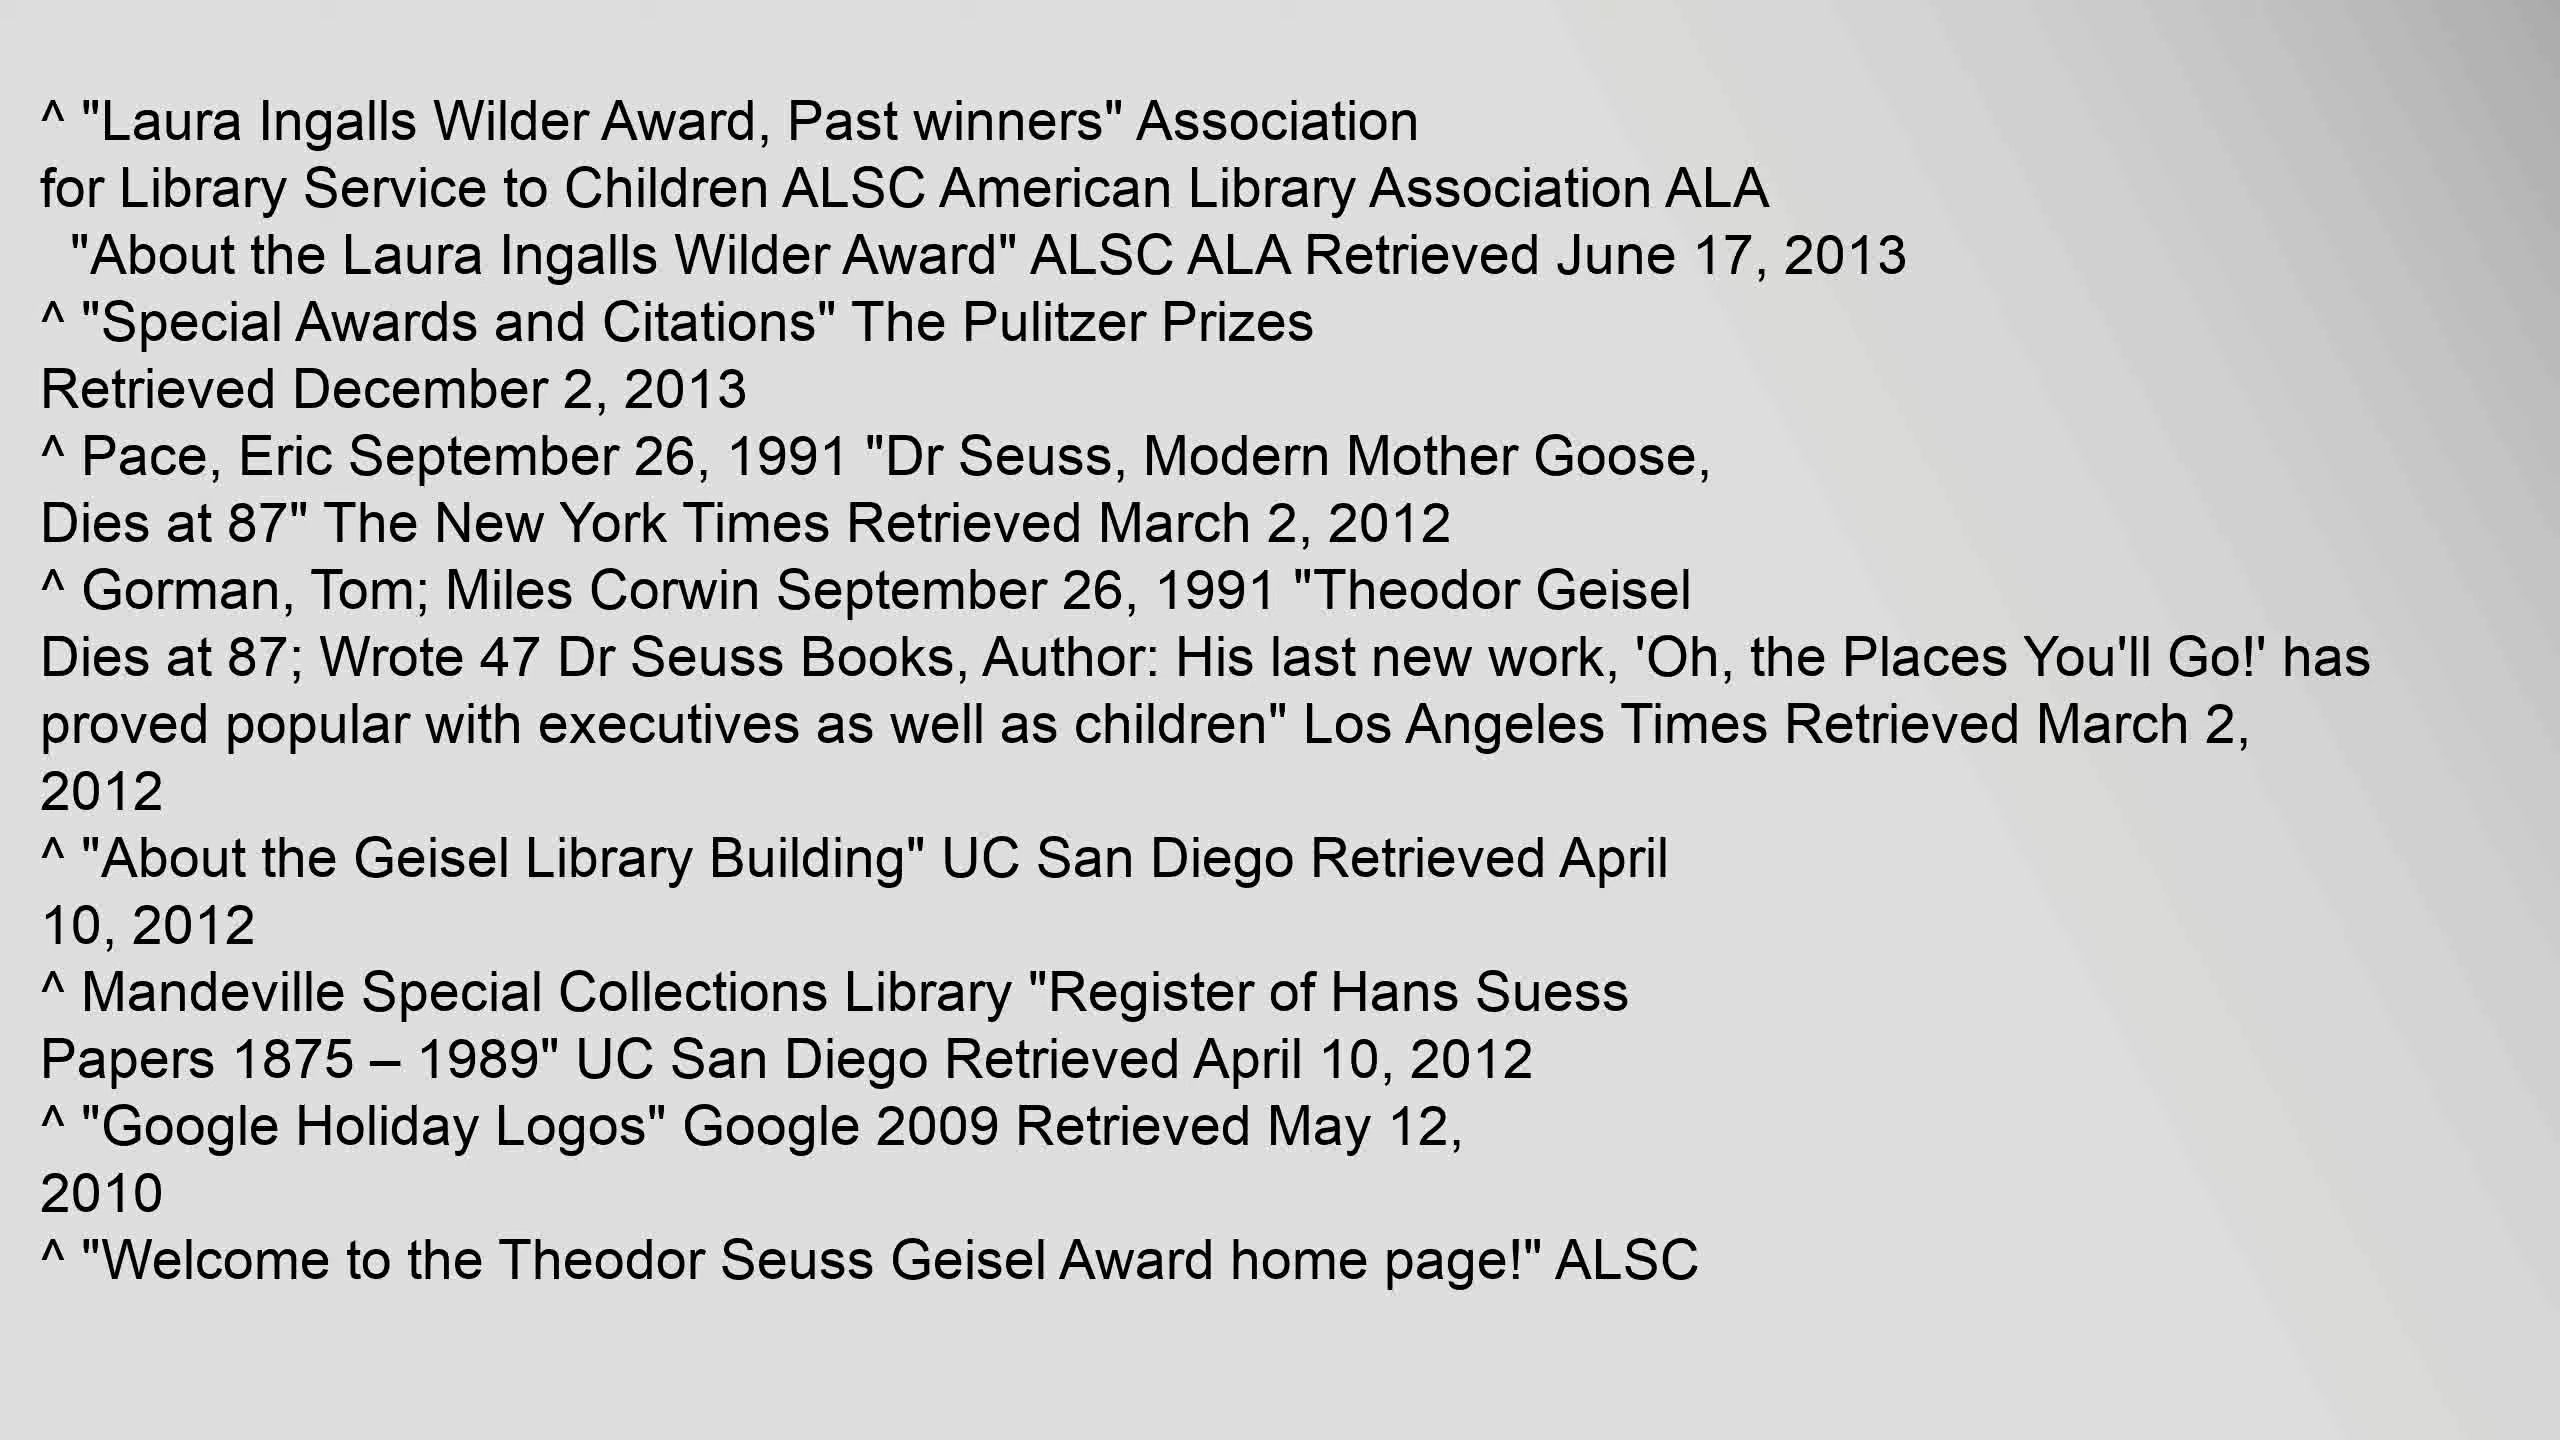 ^ "Laura Ingalls Wilder Award, Past winners" Association
for Library Service to Children ALSC American Library Association ALA
"About the Laura Ingalls Wilder Award" ALSC ALA Retrieved June 17, 2013
^ "Special Awards and Citations" The Pulitzer Prizes
Retrieved December 2, 2013
^ Pace, Eric September 26, 1991 "Dr Seuss, Modern Mother Goose,
Dies at 87" The New York Times Retrieved March 2, 2012
^ Gorman, Tom; Miles Corwin September 26, 1991 "Theodor Geisel
Dies at 87; Wrote 47 Dr Seuss Books, Author: His last new work, 'Oh, the Places You'll Go!' has
proved popular with executives as well as children" Los Angeles Times Retrieved March 2,
2012
^ "About the Geisel Library Building" UC San Diego Retrieved April
10, 2012
^ Mandeville Special Collections Library "Register of Hans Suess
Papers 1875 – 1989" UC San Diego Retrieved April 10, 2012
^ "Google Holiday Logos" Google 2009 Retrieved May 12,
2010
^ "Welcome to the Theodor Seuss Geisel Award home page!" ALSC